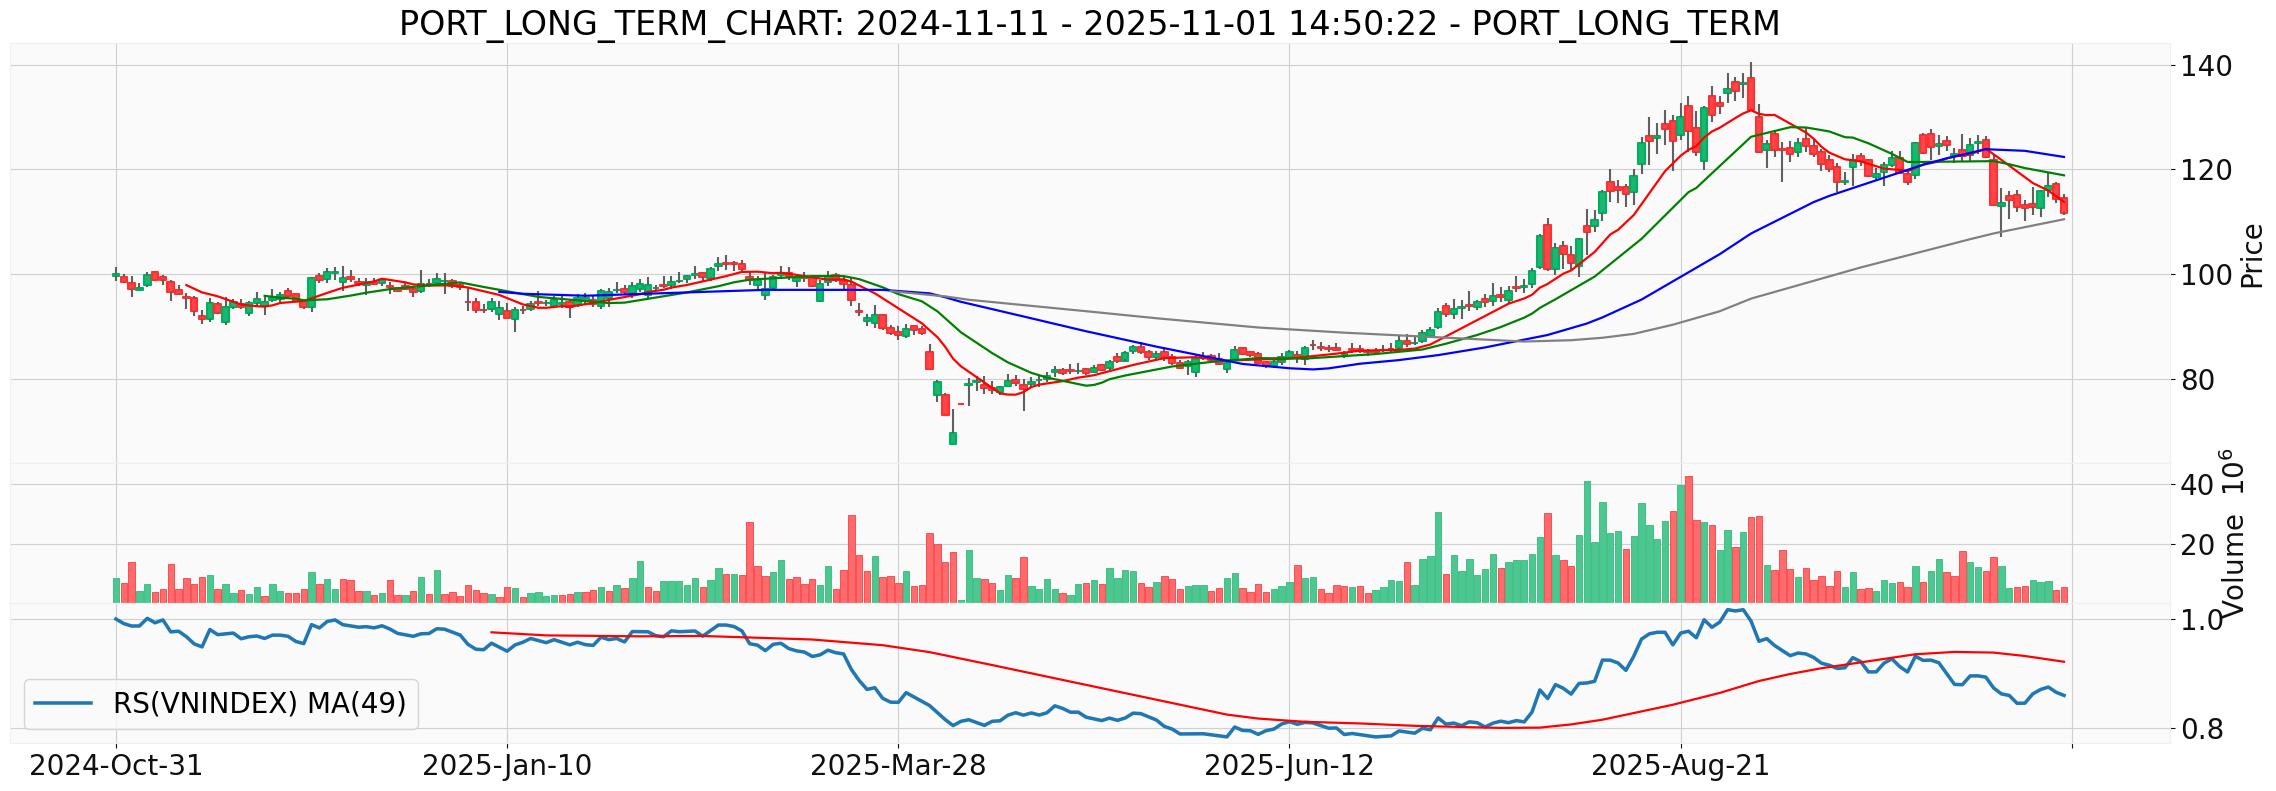 PORT_LONG_TERM_CHART: 2024-11-11 - 2025-11-01 14:50:22 - PORT_LONG_TERM
140
120
100
80
Price
40
20
Volume 10⁶
1.0
0.8
RS(VNINDEX) MA(49)
2024-Oct-31
2025-Jan-10
2025-Mar-28
2025-Jun-12
2025-Aug-21